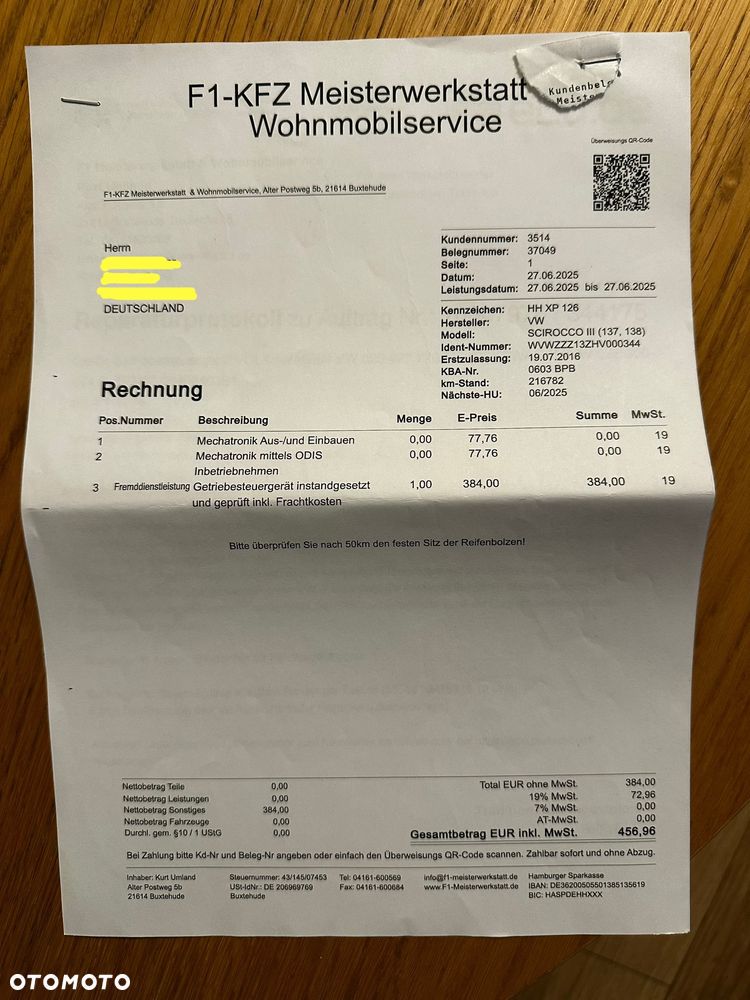 F1-KFZ Meisterwerkstatt
Wohnmobilservice
Kundenbel
Meist
Überweisungs QR-Code
F1-KFZ Meisterwerkstatt & Wohnmobilservice, Alter Postweg 5b, 21614 Buxtehude
Herrn
DEUTSCHLAND
Kundennummer: 3514
Belegnummer: 37049
Seite: 1
Datum: 27.06.2025
Leistungsdatum: 27.06.2025 bis 27.06.2025
Kennzeichen: HH XP 126
Hersteller: VW
Modell: SCIROCCO III (137, 138)
Ident-Nummer: WVWZZZ13ZHV000344
Erstzulassung: 19.07.2016
KBA-Nr. 0603 BPB
km-Stand: 216782
Nächste-HU: 06/2025
Rechnung
Pos.Nummer Beschreibung Menge E-Preis Summe MwSt.
1 Mechatronik Aus-/und Einbauen 0,00 77,76 0,00 19
2 Mechatronik mittels ODIS 0,00 77,76 0,00 19
Inbetriebnehmen
3 Fremddienstleistung Getriebesteuergerät instandgesetzt 1,00 384,00 384,00 19
und geprüft inkl. Frachtkosten
Bitte überprüfen Sie nach 50km den festen Sitz der Reifenbolzen!
Nettobetrag Teile 0,00
Nettobetrag Leistungen 0,00
Nettobetrag Sonstiges 384,00
Nettobetrag Fahrzeuge 0,00
Durchl. gem. §10 / 1 UStG 0,00
Total EUR ohne MwSt. 384,00
19% MwSt. 72,96
7% MwSt. 0,00
AT-MwSt. 0,00
Gesamtbetrag EUR inkl. MwSt. 456,96
Bei Zahlung bitte Kd-Nr und Beleg-Nr angeben oder einfach den Überweisungs QR-Code scannen. Zahlbar sofort und ohne Abzug.
Inhaber: Kurt Umland
Alter Postweg 5b
21614 Buxtehude
Steuernummer: 43/145/07453
USt-IdNr.: DE 206969769
Buxtehude
Tel: 04161-600569
Fax: 04161-600684
info@f1-meisterwerkstatt.de
www.F1-Meisterwerkstatt.de
Hamburger Sparkasse
IBAN: DE36200505501385135619
BIC: HASPDEHHXXX
OTOMOTO